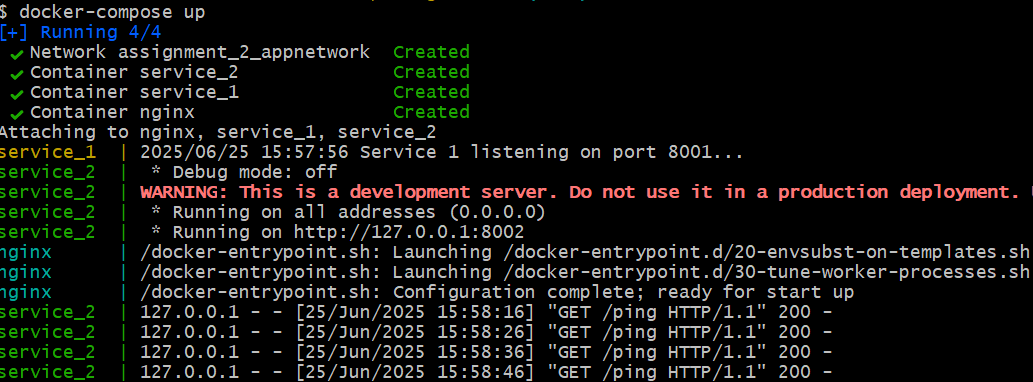 $ docker-compose up
[+] Running 4/4
✔ Network assignment_2_appnetwork  Created
✔ Container service_2              Created
✔ Container service_1              Created
✔ Container nginx                  Created
Attaching to nginx, service_1, service_2
service_1  | 2025/06/25 15:57:56 Service 1 listening on port 8001...
service_2  |  * Debug mode: off
service_2  | WARNING: This is a development server. Do not use it in a production deployment.
service_2  |  * Running on all addresses (0.0.0.0)
service_2  |  * Running on http://127.0.0.1:8002
nginx      | /docker-entrypoint.sh: Launching /docker-entrypoint.d/20-envsubst-on-templates.sh
nginx      | /docker-entrypoint.sh: Launching /docker-entrypoint.d/30-tune-worker-processes.sh
nginx      | /docker-entrypoint.sh: Configuration complete; ready for start up
service_2  | 127.0.0.1 - - [25/Jun/2025 15:58:16] "GET /ping HTTP/1.1" 200 -
service_2  | 127.0.0.1 - - [25/Jun/2025 15:58:26] "GET /ping HTTP/1.1" 200 -
service_2  | 127.0.0.1 - - [25/Jun/2025 15:58:36] "GET /ping HTTP/1.1" 200 -
service_2  | 127.0.0.1 - - [25/Jun/2025 15:58:46] "GET /ping HTTP/1.1" 200 -